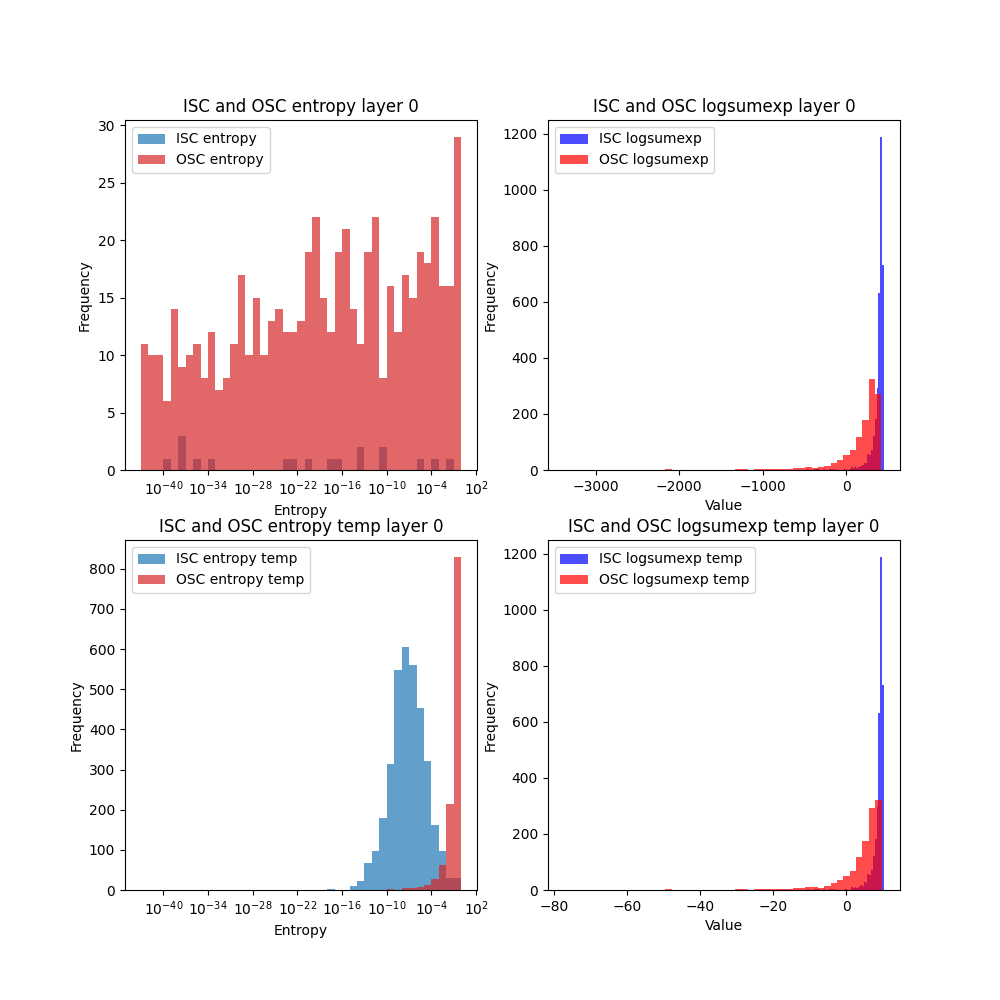 ISC and OSC entropy layer 0
30
25
20
15
10
5
0
Frequency
ISC entropy
OSC entropy
10⁻⁴⁰ 10⁻³⁴ 10⁻²⁸ 10⁻²² 10⁻¹⁶ 10⁻¹⁰ 10⁻⁴ 10²
Entropy
ISC and OSC logsumexp layer 0
1200
1000
800
600
400
200
0
Frequency
ISC logsumexp
OSC logsumexp
−3000 −2000 −1000 0
Value
ISC and OSC entropy temp layer 0
800
700
600
500
400
300
200
100
0
Frequency
ISC entropy temp
OSC entropy temp
10⁻⁴⁰ 10⁻³⁴ 10⁻²⁸ 10⁻²² 10⁻¹⁶ 10⁻¹⁰ 10⁻⁴ 10²
Entropy
ISC and OSC logsumexp temp layer 0
1200
1000
800
600
400
200
0
Frequency
ISC logsumexp temp
OSC logsumexp temp
−80 −60 −40 −20 0
Value